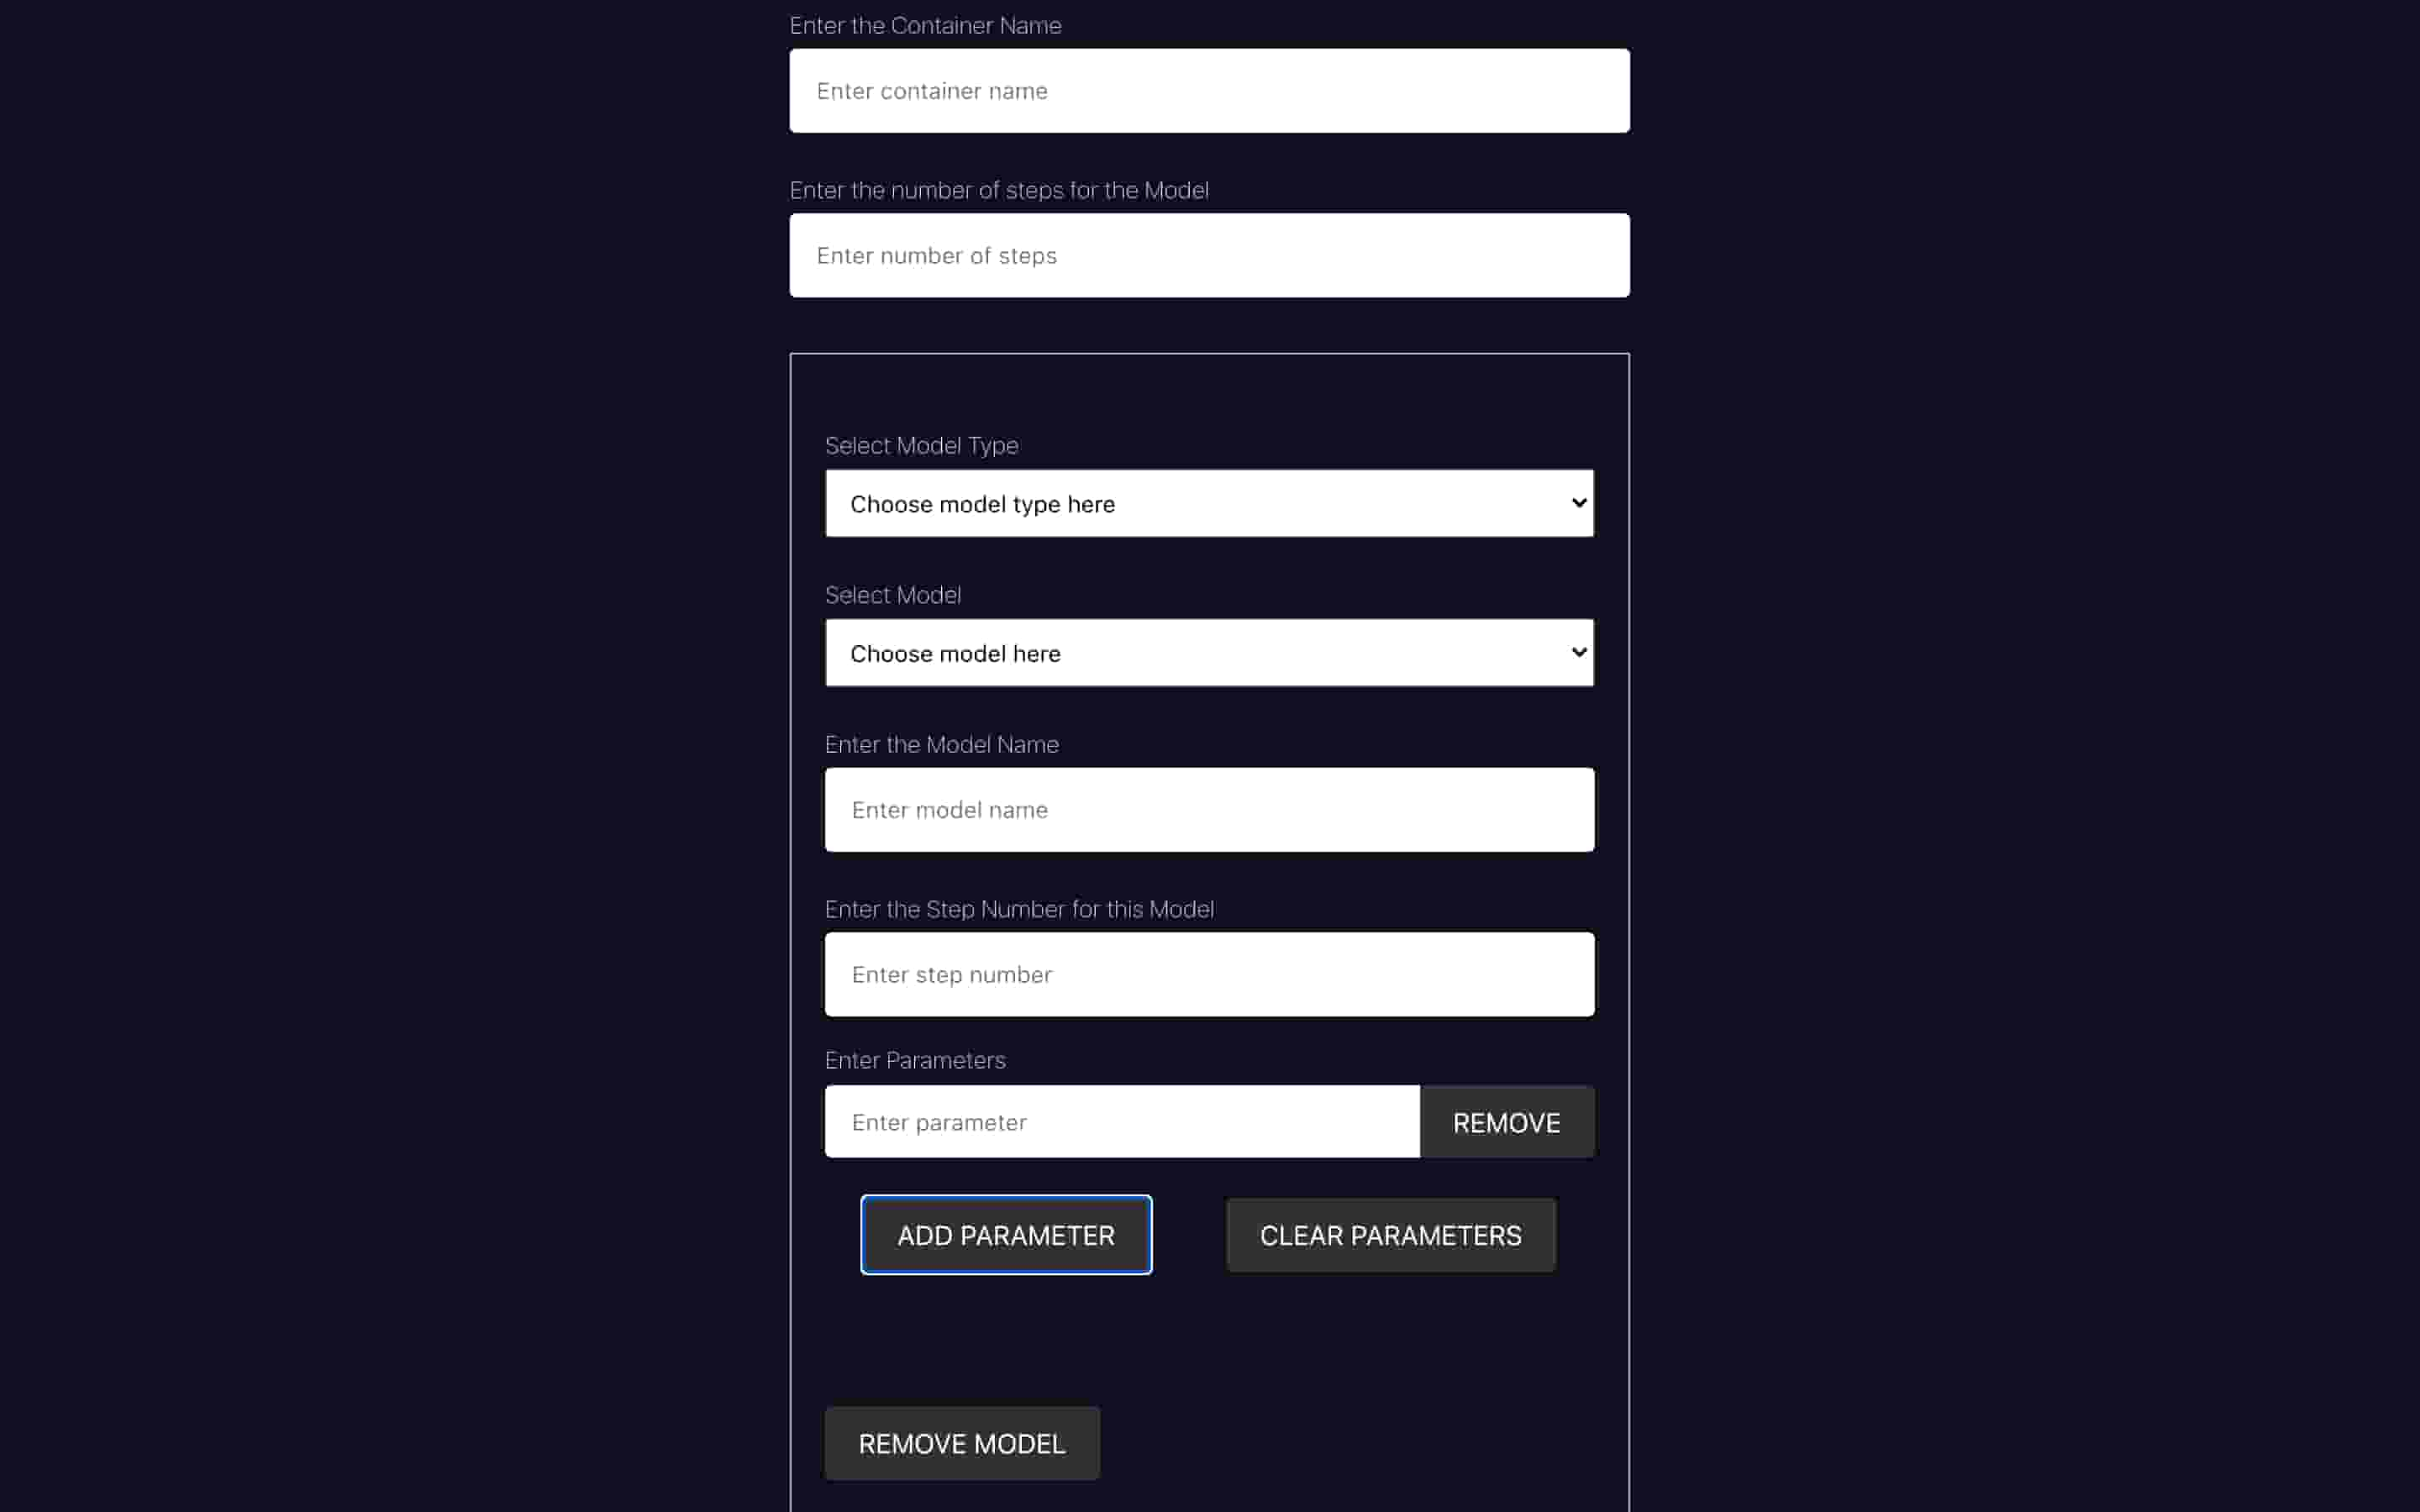 Enter the Container Name
Enter container name
Enter the number of steps for the Model
Enter number of steps
Select Model Type
Choose model type here
Select Model
Choose model here
Enter the Model Name
Enter model name
Enter the Step Number for this Model
Enter step number
Enter Parameters
Enter parameter
REMOVE
ADD PARAMETER
CLEAR PARAMETERS
REMOVE MODEL